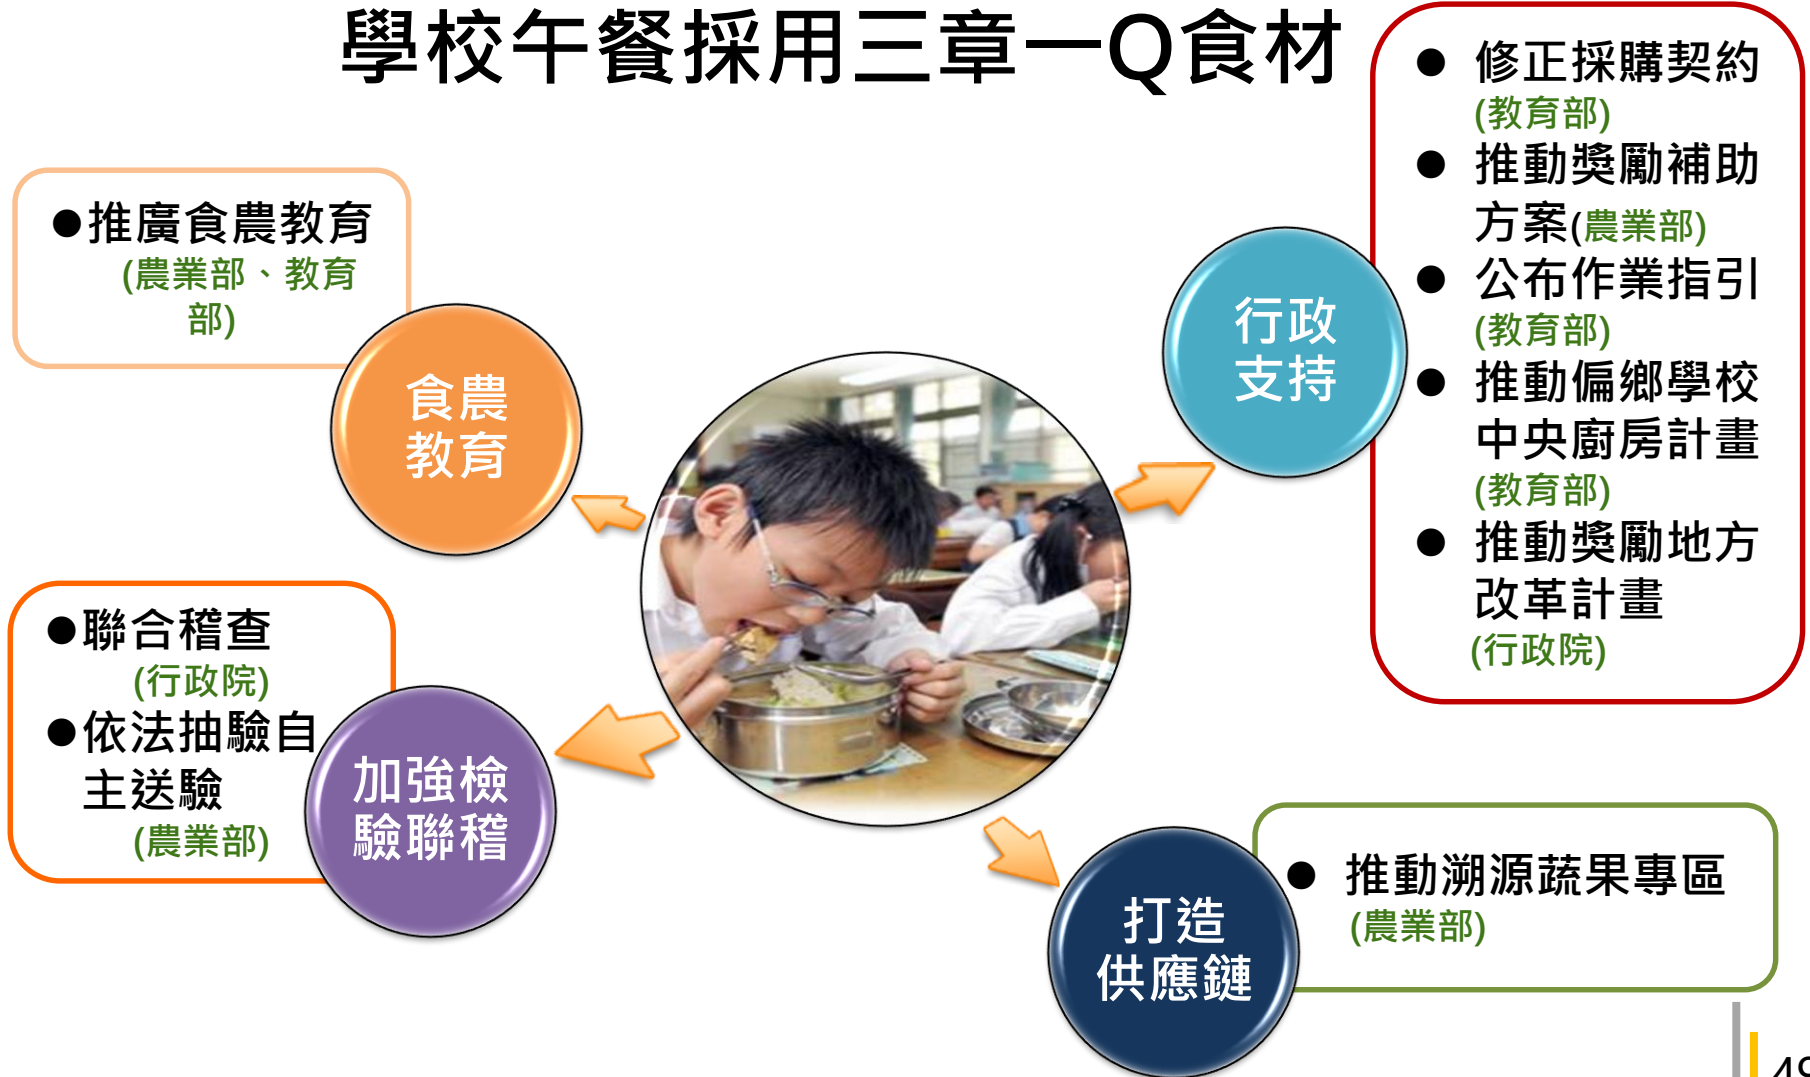 學校午餐採用三章一Q食材
●推廣食農教育
(農業部、教育
部)
食農
教育
行政
支持
● 修正採購契約
(教育部)
● 推動獎勵補助
方案(農業部)
● 公布作業指引
(教育部)
● 推動偏鄉學校
中央廚房計畫
(教育部)
● 推動獎勵地方
改革計畫
(行政院)
●聯合稽查
(行政院)
●依法抽驗自
主送驗
(農業部)
加強檢
驗聯稽
打造
供應鏈
● 推動溯源蔬果專區
(農業部)